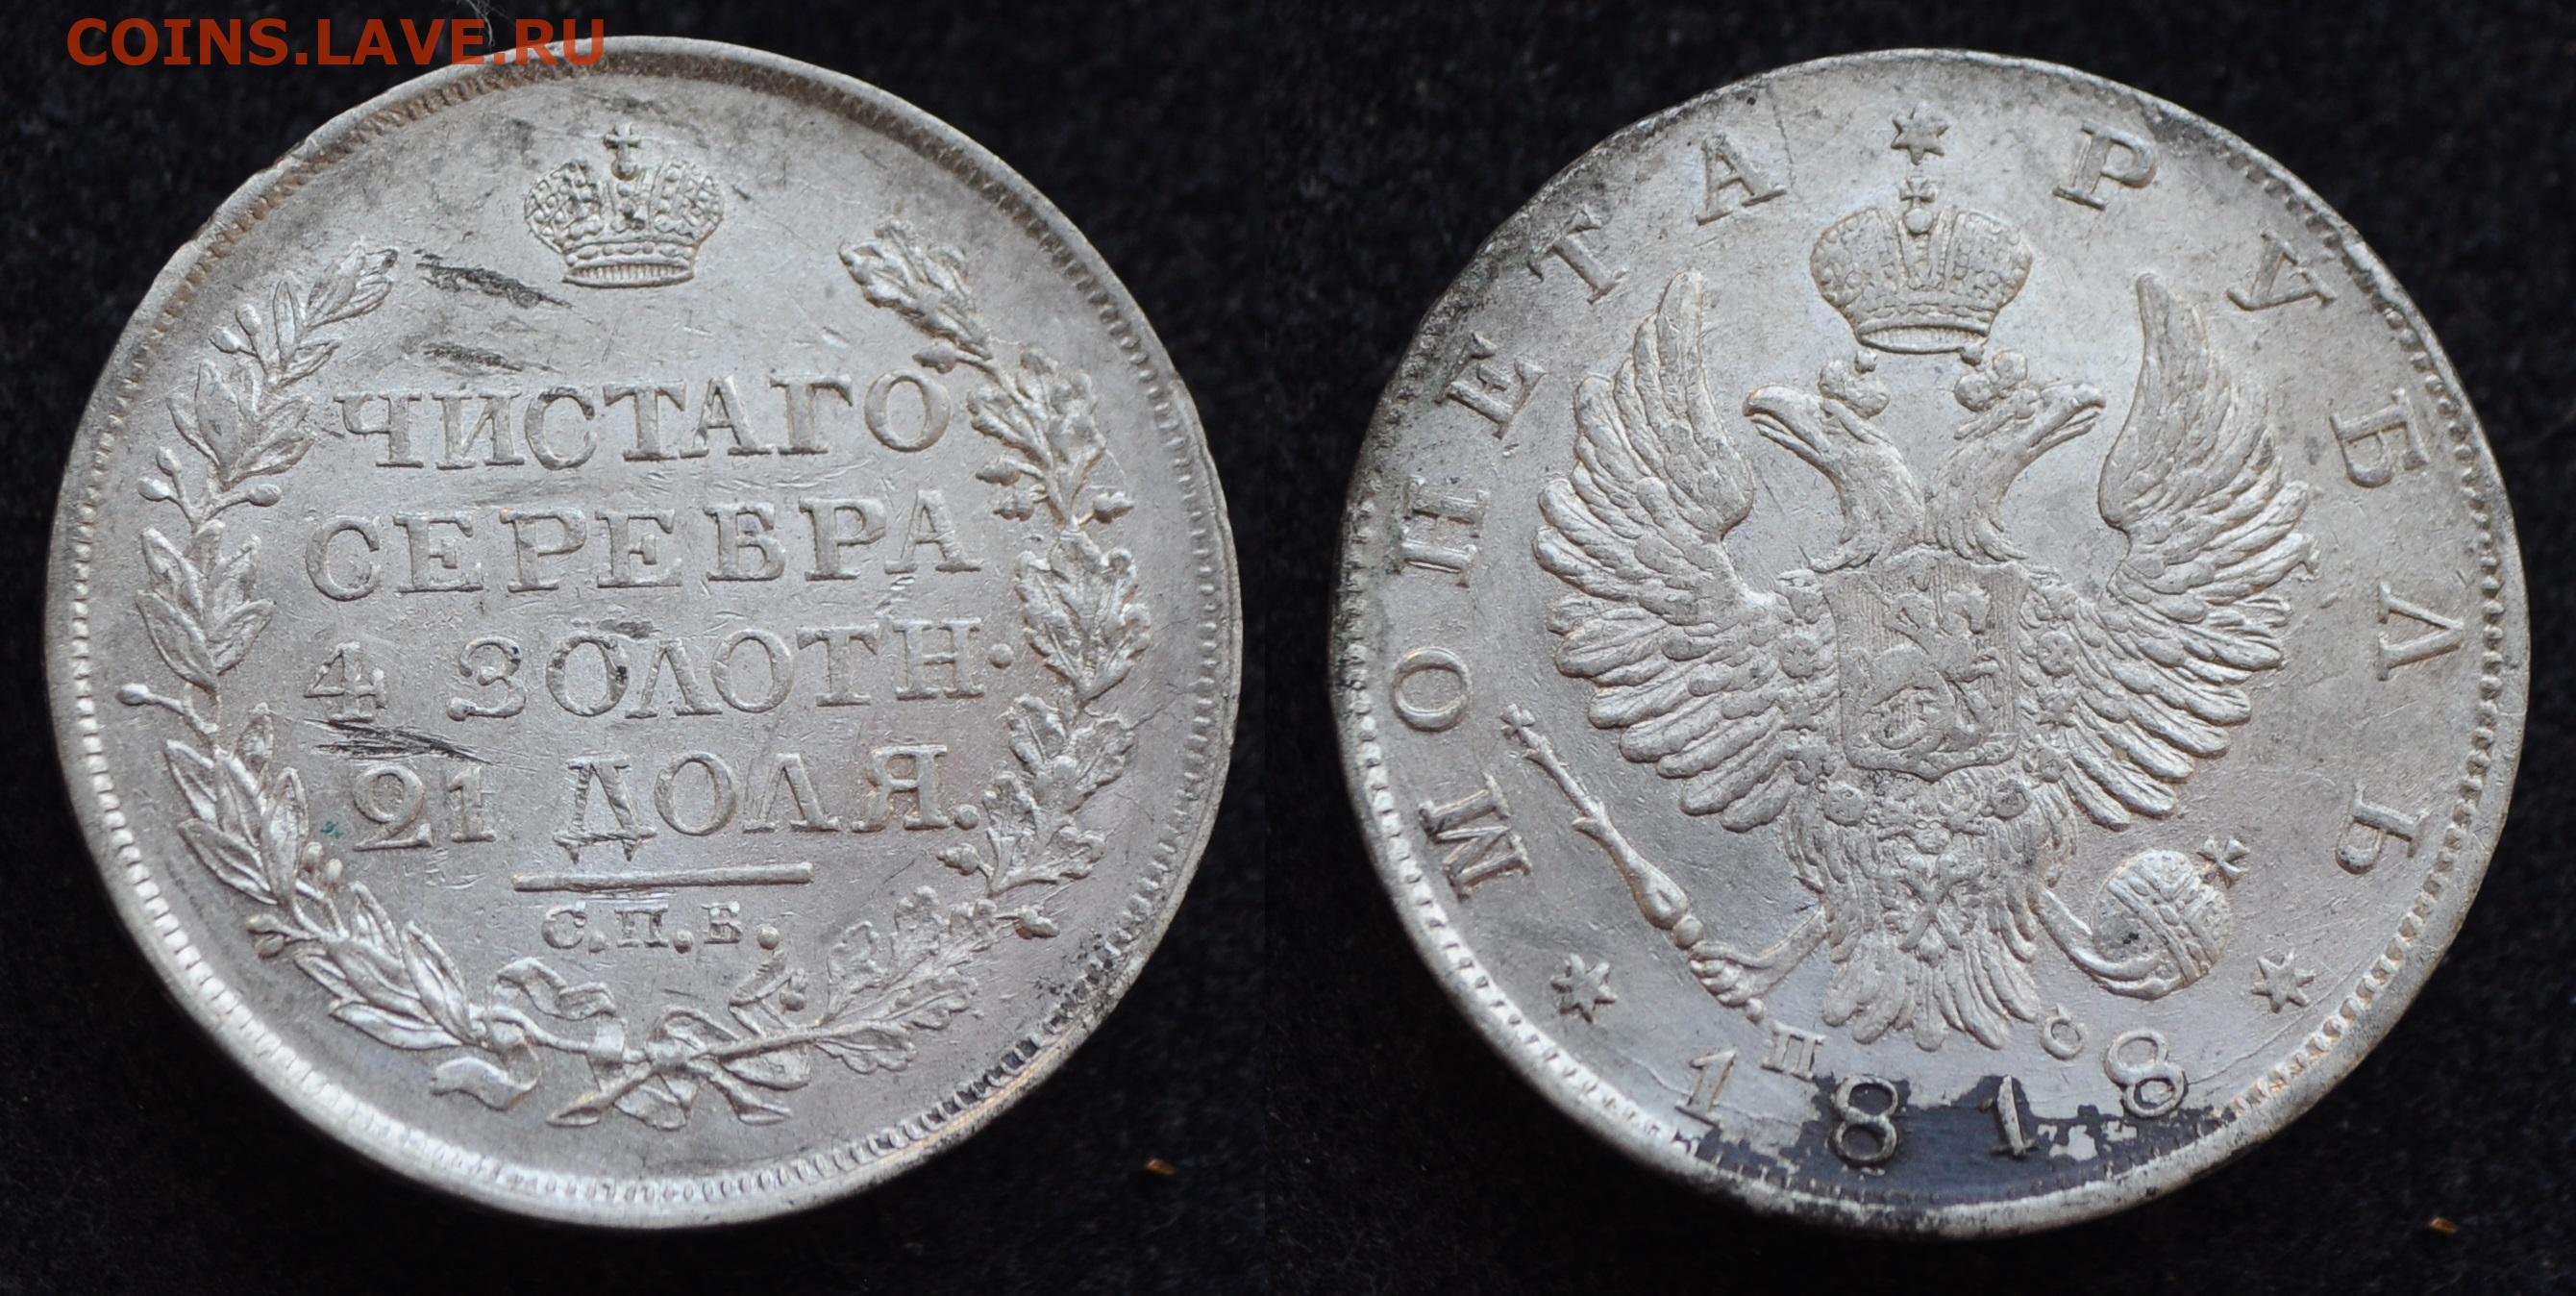 COINS.LAVE.RU
ЧИСТАГО
СЕРЕБРА
4 ЗОЛОТН.
21 ДОЛЯ.
С.П.Б.
МОНЕТА РУБЛЬ
П С
1818